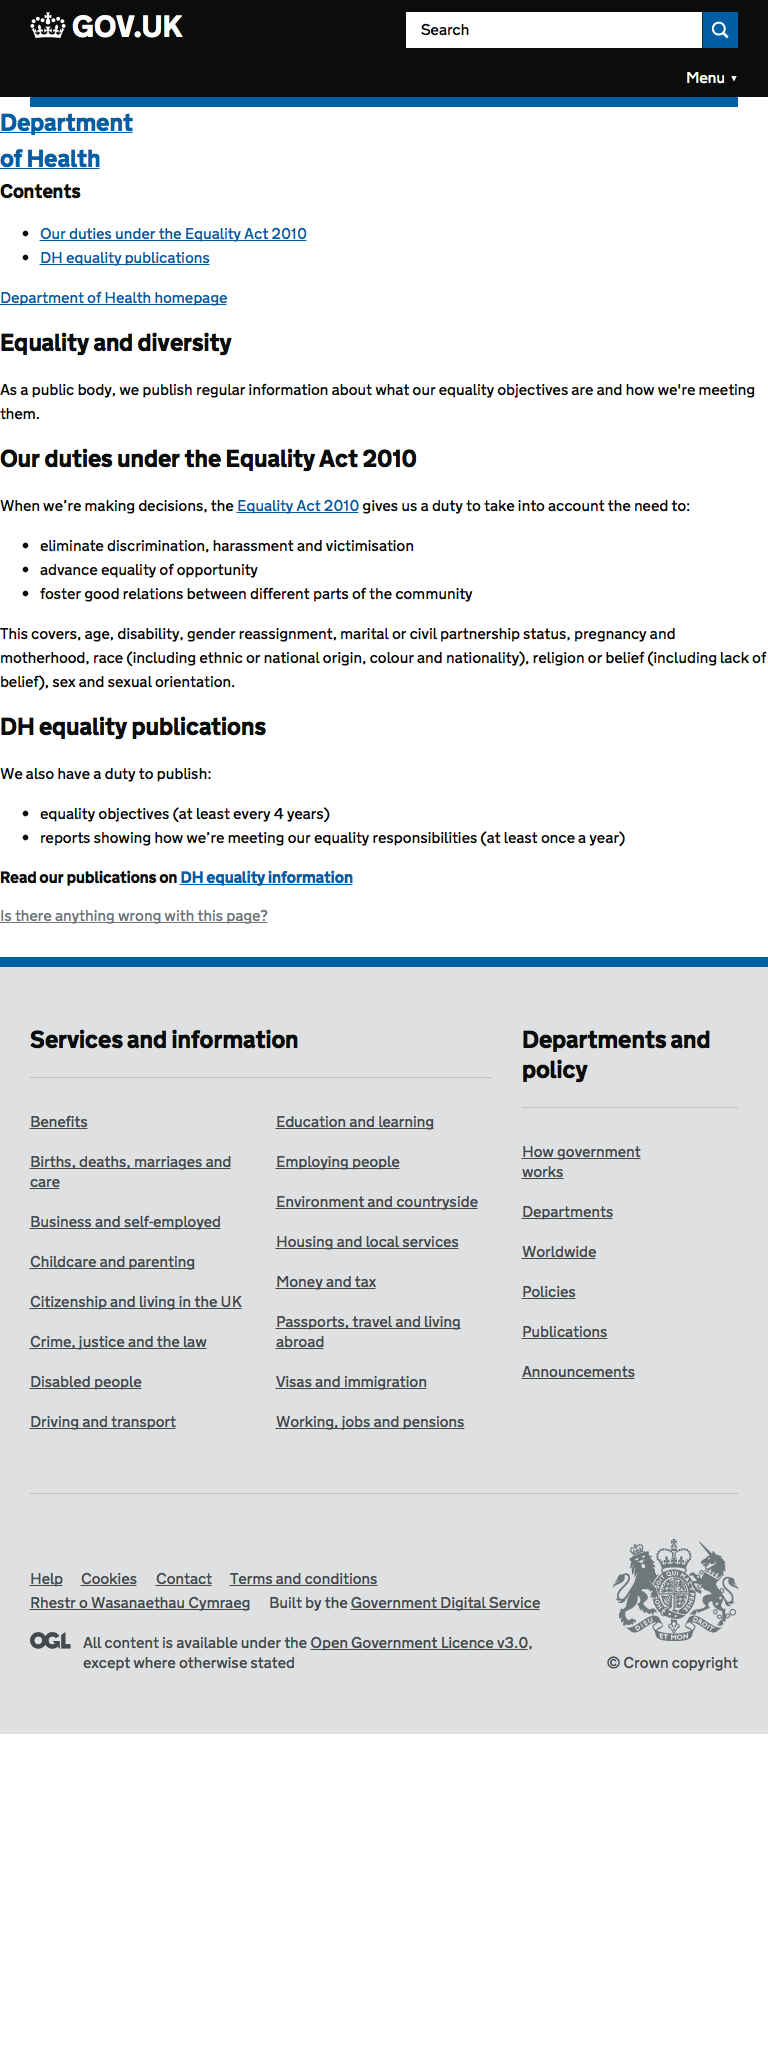 GOV.UK
Search
Menu ▼
Department
of Health
Contents
• Our duties under the Equality Act 2010
• DH equality publications
Department of Health homepage
Equality and diversity
As a public body, we publish regular information about what our equality objectives are and how we're meeting
them.
Our duties under the Equality Act 2010
When we’re making decisions, the Equality Act 2010 gives us a duty to take into account the need to:
• eliminate discrimination, harassment and victimisation
• advance equality of opportunity
• foster good relations between different parts of the community
This covers, age, disability, gender reassignment, marital or civil partnership status, pregnancy and
motherhood, race (including ethnic or national origin, colour and nationality), religion or belief (including lack of
belief), sex and sexual orientation.
DH equality publications
We also have a duty to publish:
• equality objectives (at least every 4 years)
• reports showing how we’re meeting our equality responsibilities (at least once a year)
Read our publications on DH equality information
Is there anything wrong with this page?
Services and information
Benefits
Births, deaths, marriages and
care
Business and self-employed
Childcare and parenting
Citizenship and living in the UK
Crime, justice and the law
Disabled people
Driving and transport
Education and learning
Employing people
Environment and countryside
Housing and local services
Money and tax
Passports, travel and living
abroad
Visas and immigration
Working, jobs and pensions
Departments and
policy
How government
works
Departments
Worldwide
Policies
Publications
Announcements
Help Cookies Contact Terms and conditions
Rhestr o Wasanaethau Cymraeg Built by the Government Digital Service
OGL All content is available under the Open Government Licence v3.0,
except where otherwise stated
DIEU ET MON DROIT
© Crown copyright